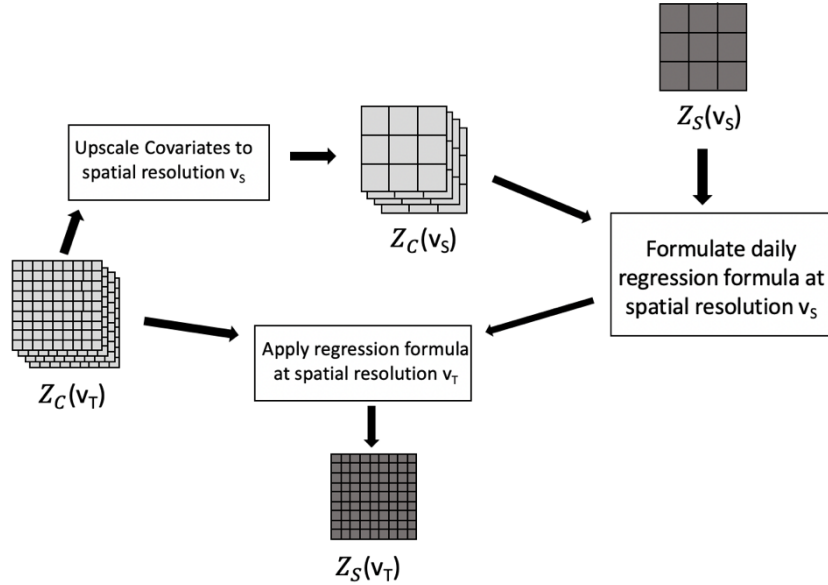 Z_S(v_S)
Upscale Covariates to
spatial resolution v_S
Z_C(v_S)
Formulate daily
regression formula at
spatial resolution v_S
Apply regression formula
at spatial resolution v_T
Z_C(v_T)
Z_S(v_T)